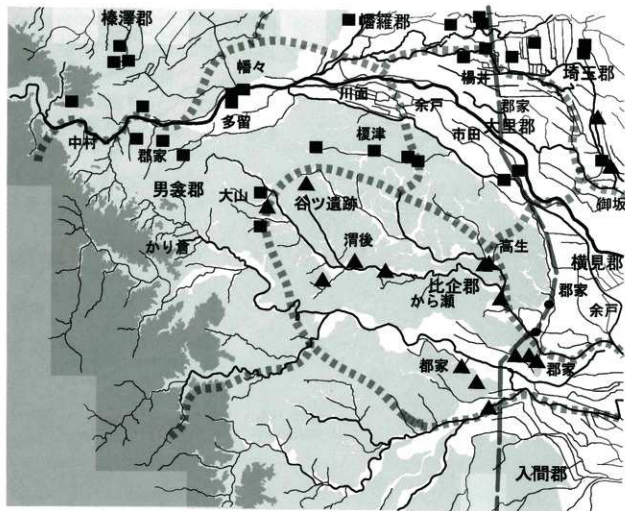 榛澤郡
幡羅郡
幡々
楊井
埼玉郡
川面
余戸
郡家
大里郡
多留
市田
中村
郡家
榎津
男衾郡
大山
谷ツ遺跡
御坂
かり倉
渭後
高生
横見郡
比企郡
から瀬
郡家
余戸
都家
郡家
入間郡